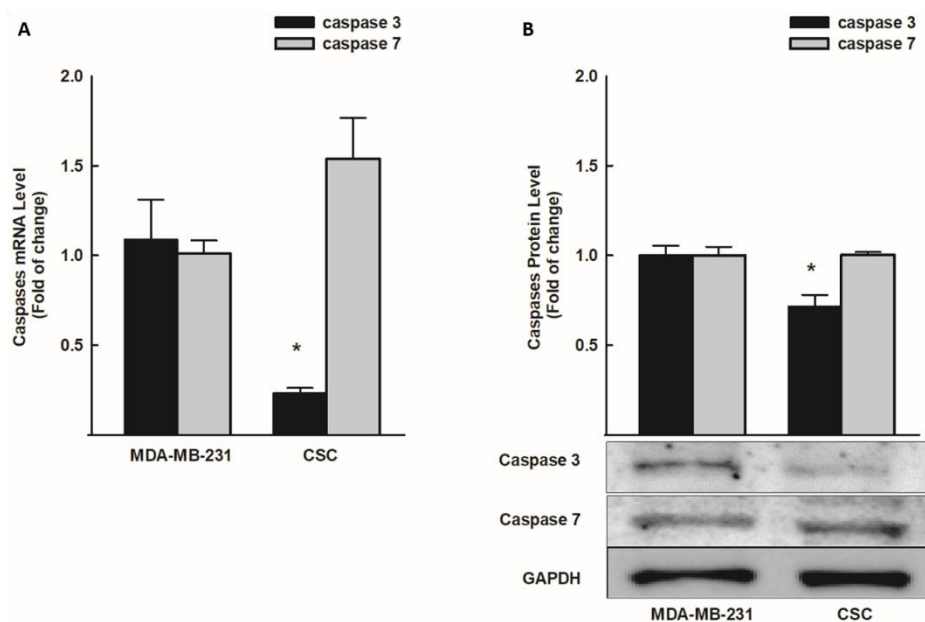 A
caspase 3
caspase 7
Caspases mRNA Level
(Fold of change)
2.0
1.5
1.0
0.5
*
MDA-MB-231 CSC
B
caspase 3
caspase 7
Caspases Protein Level
(Fold of change)
2.0
1.5
1.0
0.5
*
Caspase 3
Caspase 7
GAPDH
MDA-MB-231 CSC